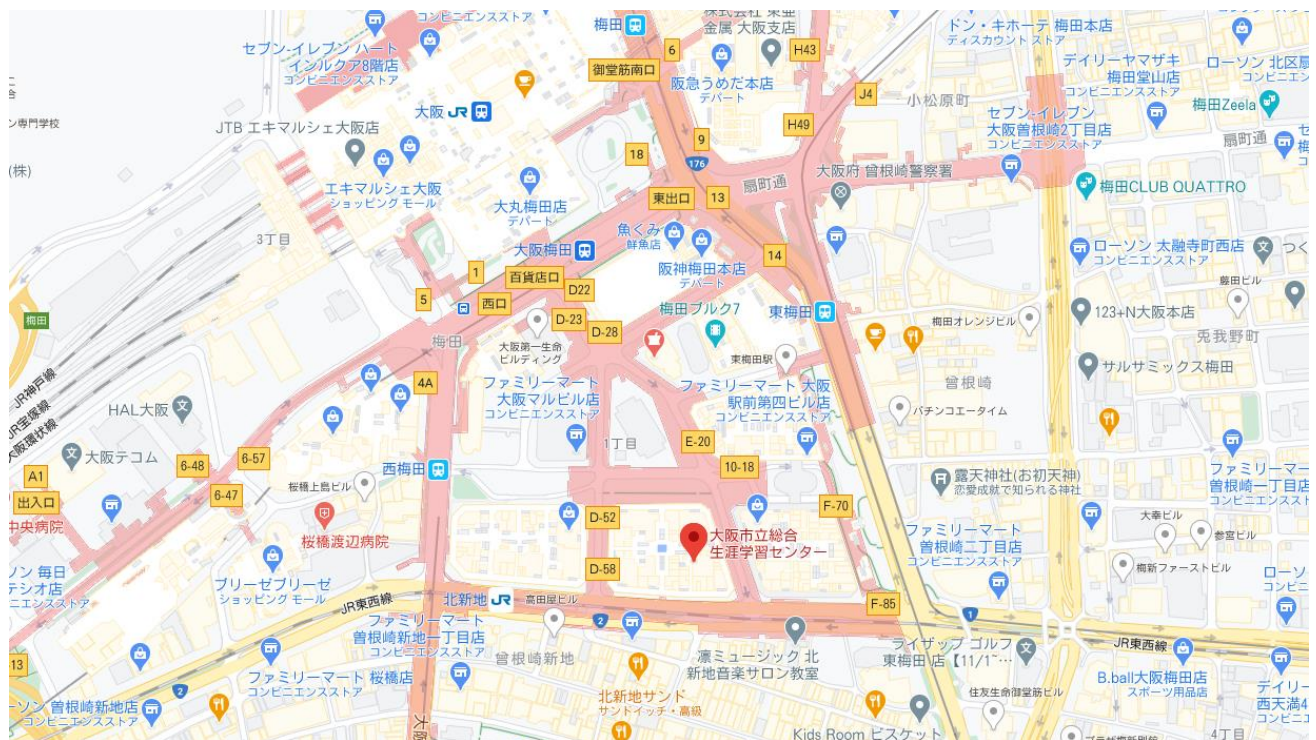 コンビニエンスストア
梅田
株式会社 東亜
金属 大阪支店
ドン・キホーテ 梅田本店
ディスカウント ストア
セブン-イレブン ハート
インルクア8階店
コンビニエンスストア
6
H43
御堂筋南口
阪急うめだ本店
デパート
デイリーヤマザキ
梅田堂山店
コンビニエンスストア
ローソン 北区扇
コンビニエンス
J4
小松原町
梅田Zeela
ン専門学校
大阪 JR
JTB エキマルシェ大阪店
H49
セブン-イレブン
大阪曽根崎2丁目店
コンビニエンスストア
扇町通
9
18
176
(株)
エキマルシェ大阪
ショッピング モール
大阪府 曽根崎警察署
扇町通
梅田CLUB QUATTRO
東出口
13
大丸梅田店
デパート
3丁目
魚くみ
鮮魚店
大阪梅田
阪神梅田本店
デパート
14
ローソン 太融寺町西店
コンビニエンスストア
つく
1
百貨店口
D22
藤田ビル
5
西口
梅田
D-23
D-28
梅田ブルク7
東梅田
梅田オレンジビル
123+N大阪本店
兎我野町
梅田
大阪第一生命
ビルディング
東梅田駅
サルサミックス梅田
4A
ファミリーマート
大阪マルビル店
コンビニエンスストア
ファミリーマート 大阪
駅前第四ビル店
コンビニエンスストア
曾根崎
JR神戸線
JR宝塚線
大阪環状線
HAL大阪
パチンコエータイム
1丁目
E-20
大阪テコム
6-48
6-57
A1
西梅田
10-18
露天神社(お初天神)
恋愛成就で知られる神社
ファミリーマート
曽根崎一丁目店
コンビニエンスストア
出入口
6-47
桜橋上島ビル
中央病院
桜橋渡辺病院
D-52
F-70
大阪市立総合
生涯学習センター
大幸ビル
参宮ビル
ファミリーマート
曽根崎二丁目店
コンビニエンスストア
梅新ファーストビル
ソン 毎日
テシオ店
ニエンスストア
ブリーゼブリーゼ
ショッピング モール
D-58
ローソ
コンビニ
JR東西線
北新地 JR
高田屋ビル
F-85
1
ファミリーマート
曽根崎新地一丁目店
コンビニエンスストア
2
ライザップ ゴルフ
東梅田 店【11/1~…
JR東西線
13
曾根崎新地
凛ミュージック 北
新地音楽サロン教室
ファミリーマート 桜橋店
コンビニエンスストア
B.ball大阪梅田店
スポーツ用品店
デイリー
西天満4
コンビニ
2
ーソン 曽根崎新地店
コンビニエンスストア
北新地サンド
サンドイッチ・高級
住友生命御堂筋ビル
Kids Room ビスケット
4丁目